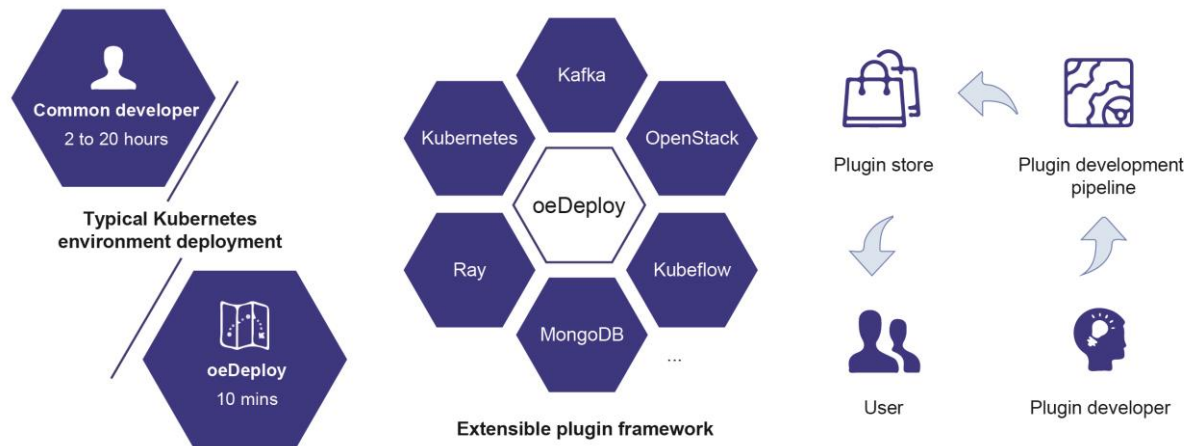 Common developer
2 to 20 hours
Typical Kubernetes
environment deployment
oeDeploy
10 mins
Kafka
Kubernetes
OpenStack
oeDeploy
Ray
Kubeflow
MongoDB
...
Extensible plugin framework
Plugin store
Plugin development
pipeline
User
Plugin developer